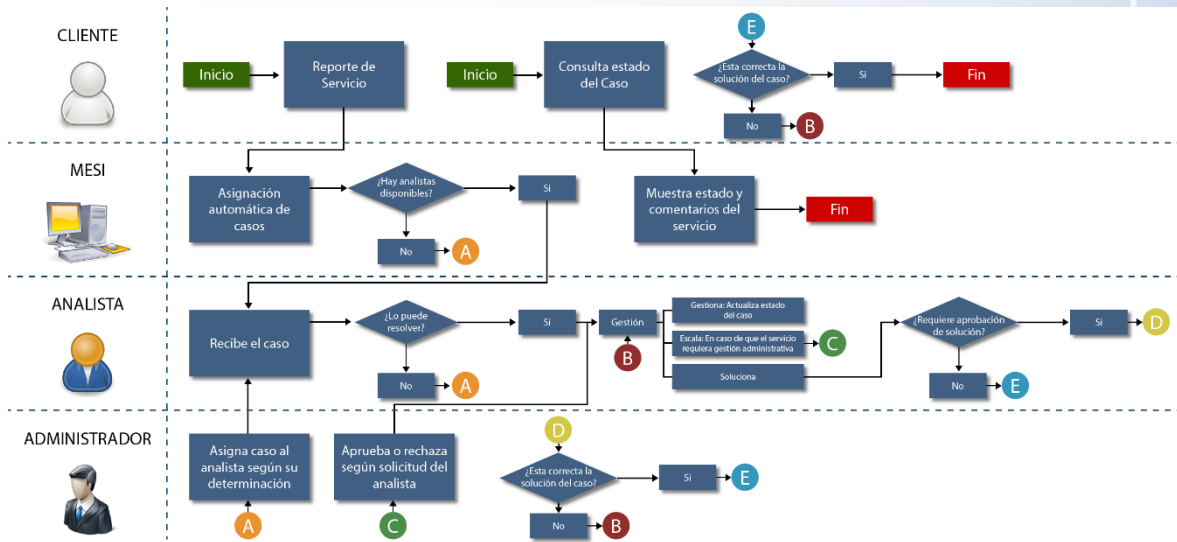 CLIENTE
Inicio
Reporte de
Servicio
Inicio
Consulta estado
del Caso
E
¿Esta correcta la
solución del caso?
Si
Fin
No
B
MESI
Asignación
automática de
casos
¿Hay analistas
disponibles?
Si
No
A
Muestra estado y
comentarios del
servicio
Fin
ANALISTA
Recibe el caso
¿Lo puede
resolver?
Si
No
A
Gestión
B
Gestiona: Actualiza estado
del caso
Escala: En caso de que el servicio
requiera gestión administrativa
C
Soluciona
¿Requiere aprobación
de solución?
Si
D
No
E
ADMINISTRADOR
Asigna caso al
analista según su
determinación
A
Aprueba o rechaza
según solicitud del
analista
C
D
¿Esta correcta la
solución del caso?
Si
E
No
B